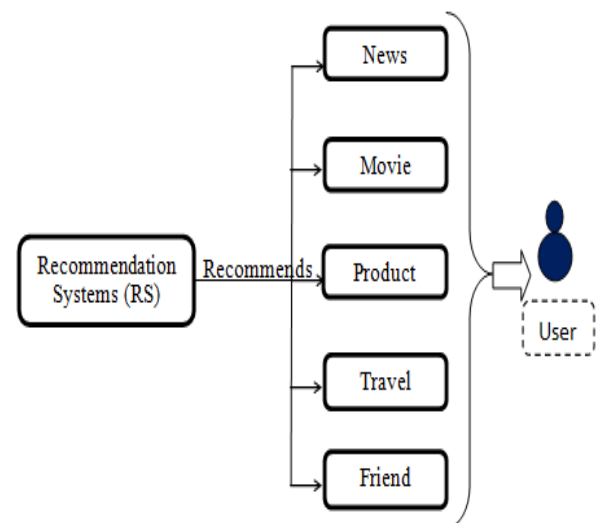 News
Movie
Recommendation
Systems (RS)
Recommends
Product
User
Travel
Friend